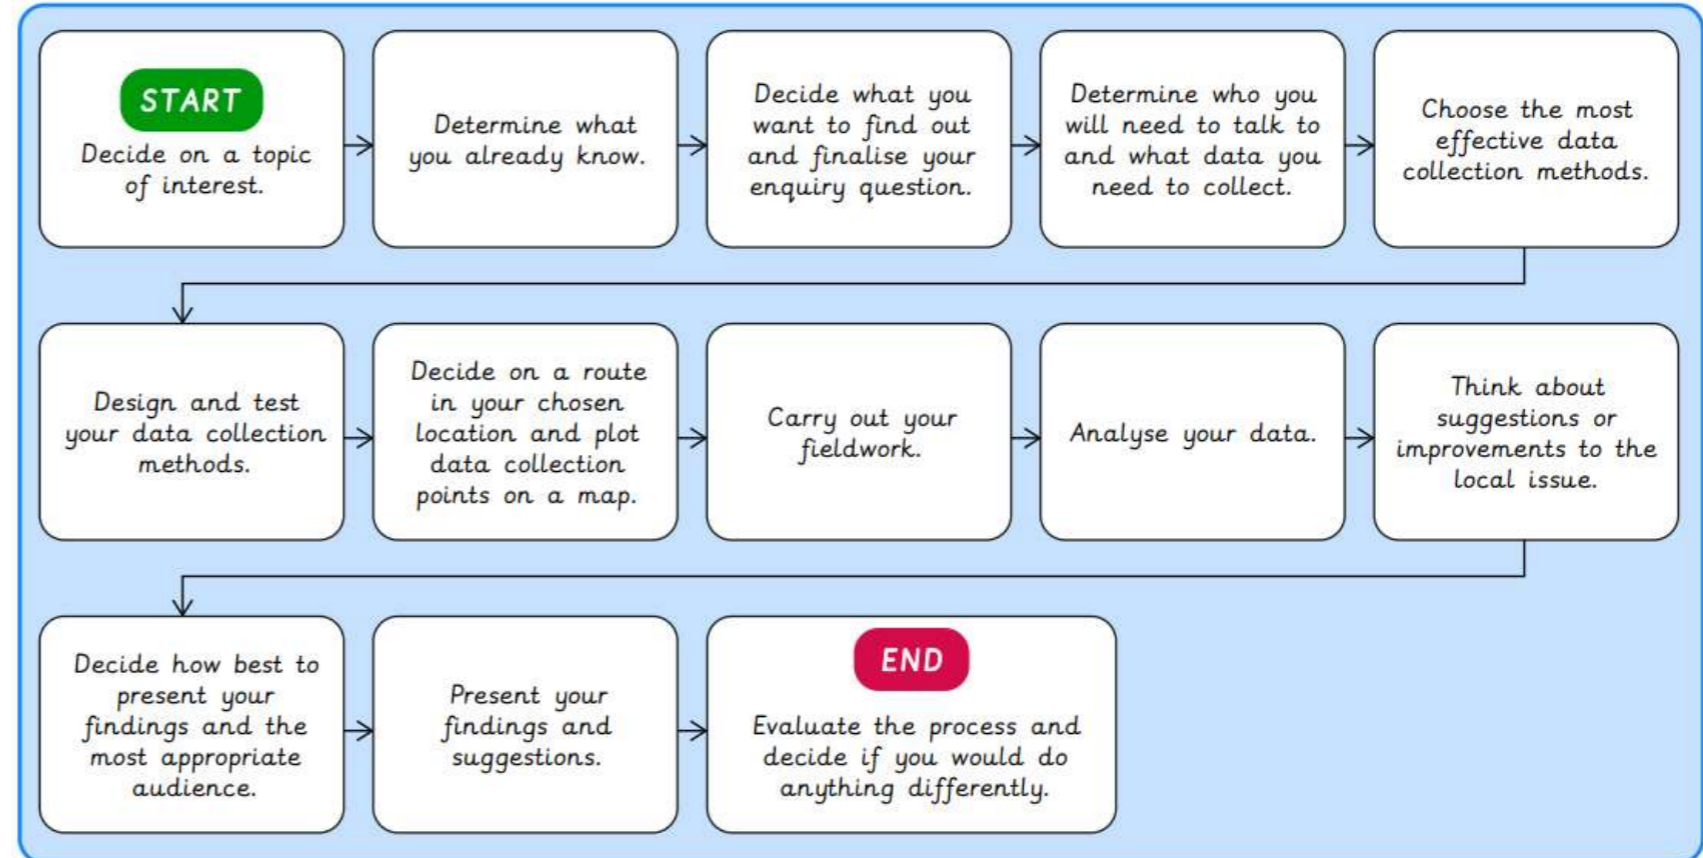 START
Decide on a topic
of interest.
Determine what
you already know.
Decide what you
want to find out
and finalise your
enquiry question.
Determine who you
will need to talk to
and what data you
need to collect.
Choose the most
effective data
collection methods.
Design and test
your data collection
methods.
Decide on a route
in your chosen
location and plot
data collection
points on a map.
Carry out your
fieldwork.
Analyse your data.
Think about
suggestions or
improvements to the
local issue.
Decide how best to
present your
findings and the
most appropriate
audience.
Present your
findings and
suggestions.
END
Evaluate the process and
decide if you would do
anything differently.